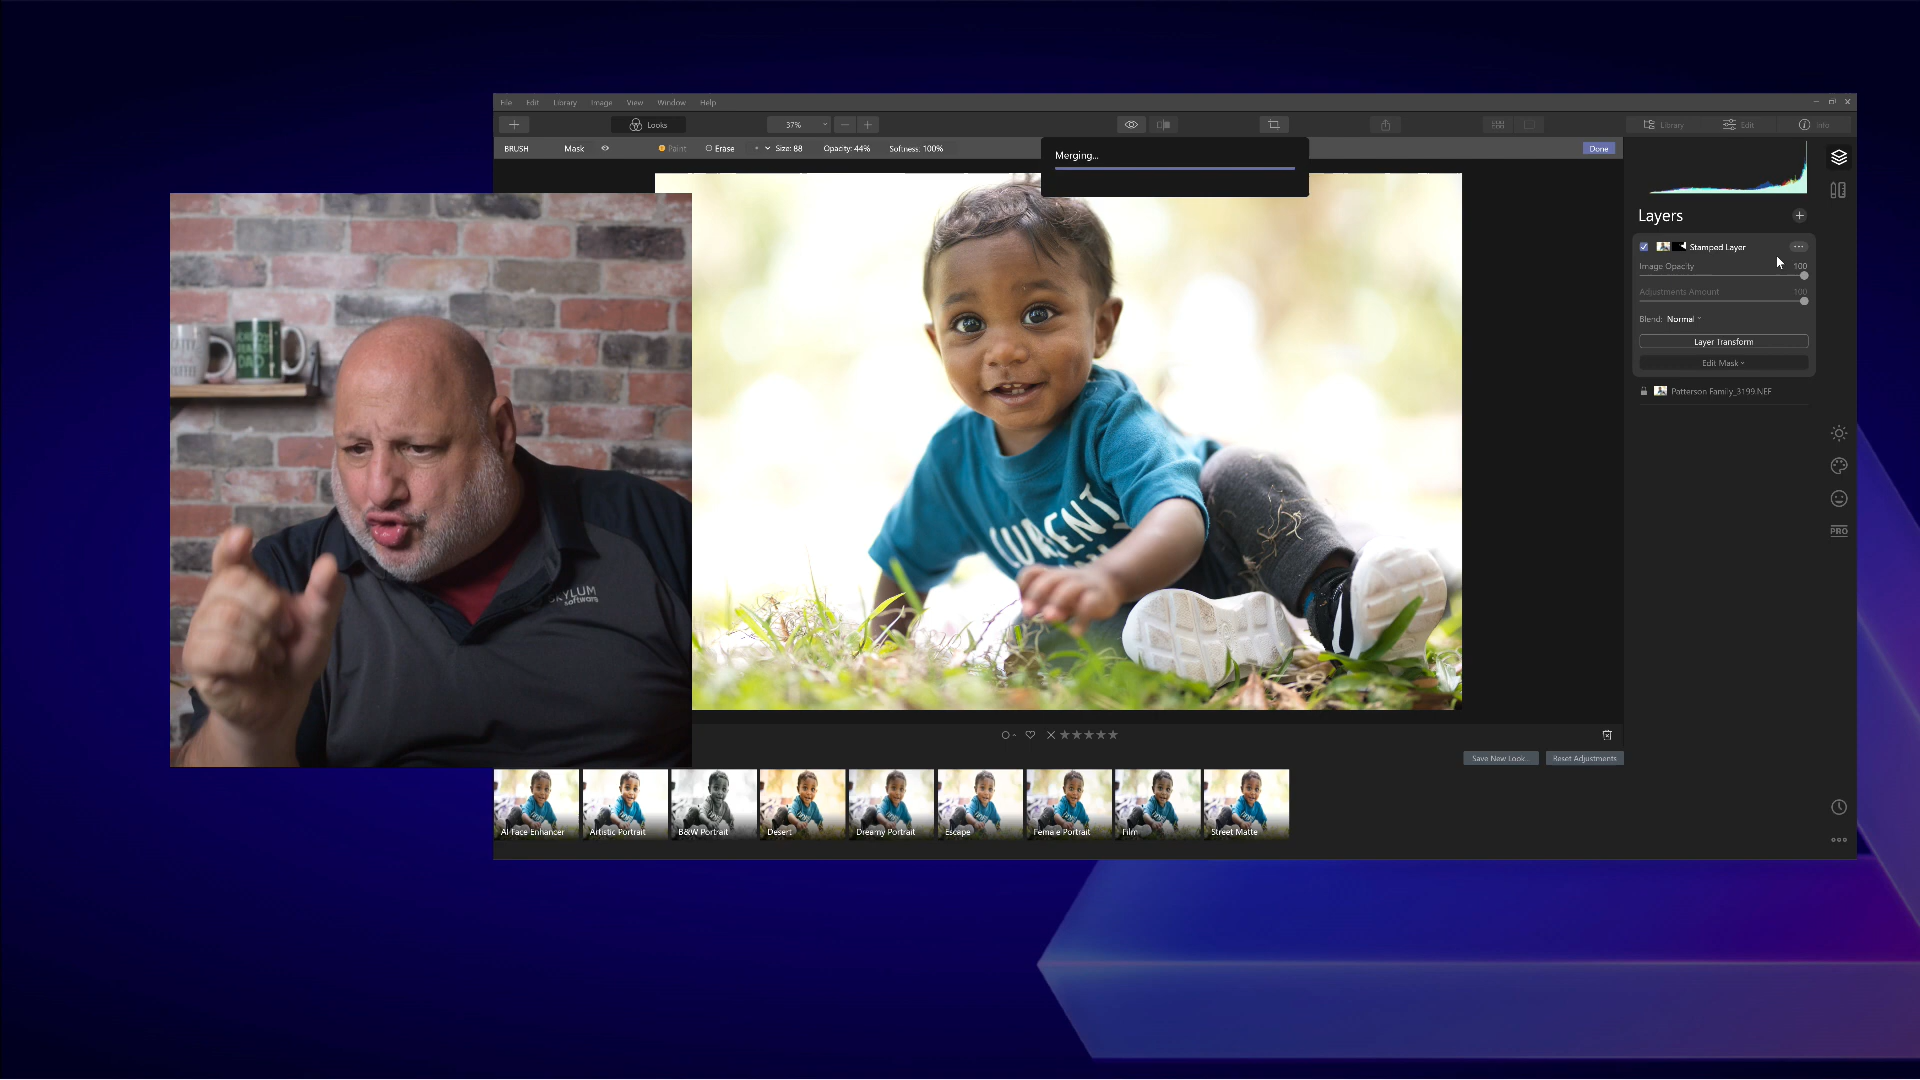 File Edit Library Image View Window Help
Looks 37% Library Edit Info
BRUSH Mask Paint Erase Size: 88 Opacity: 44% Softness: 100% Done
Merging...
Layers
Stamped Layer
Image Opacity 100
Adjustments Amount 100
Blend: Normal
Layer Transform
Edit Mask
Patterson Family_3199.NEF
PRO
DAD
COFFEE
SKYLUM
software
CURRENT
Save New Look... Reset Adjustments
AI Face Enhancer Artistic Portrait B&W Portrait Desert Dreamy Portrait Escape Female Portrait Film Street Matte